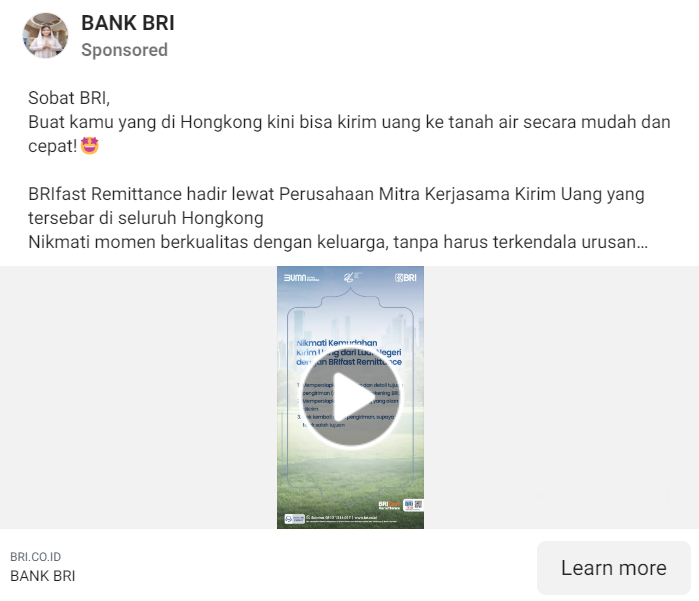 BANK BRI
Sponsored
Sobat BRI,
Buat kamu yang di Hongkong kini bisa kirim uang ke tanah air secara mudah dan
cepat!🤩
BRIfast Remittance hadir lewat Perusahaan Mitra Kerjasama Kirim Uang yang
tersebar di seluruh Hongkong
Nikmati momen berkualitas dengan keluarga, tanpa harus terkendala urusan...
BUMN
BRI
Nikmati Kemudahan
Kirim Uang dari Luar Negeri
dengan BRIfast Remittance
BRI.CO.ID
BANK BRI
Learn more